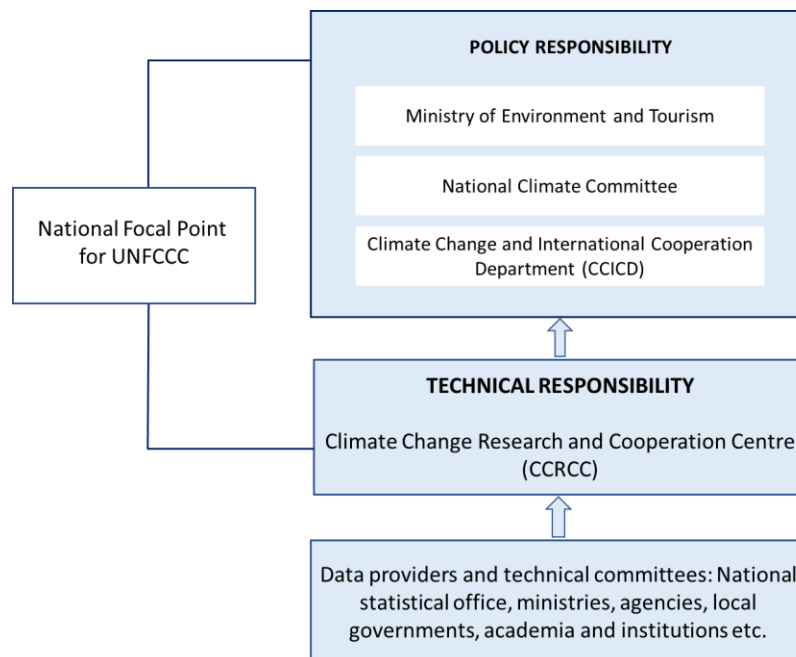 POLICY RESPONSIBILITY
Ministry of Environment and Tourism
National Climate Committee
Climate Change and International Cooperation
Department (CCICD)
National Focal Point
for UNFCCC
TECHNICAL RESPONSIBILITY
Climate Change Research and Cooperation Centre
(CCRCC)
Data providers and technical committees: National
statistical office, ministries, agencies, local
governments, academia and institutions etc.